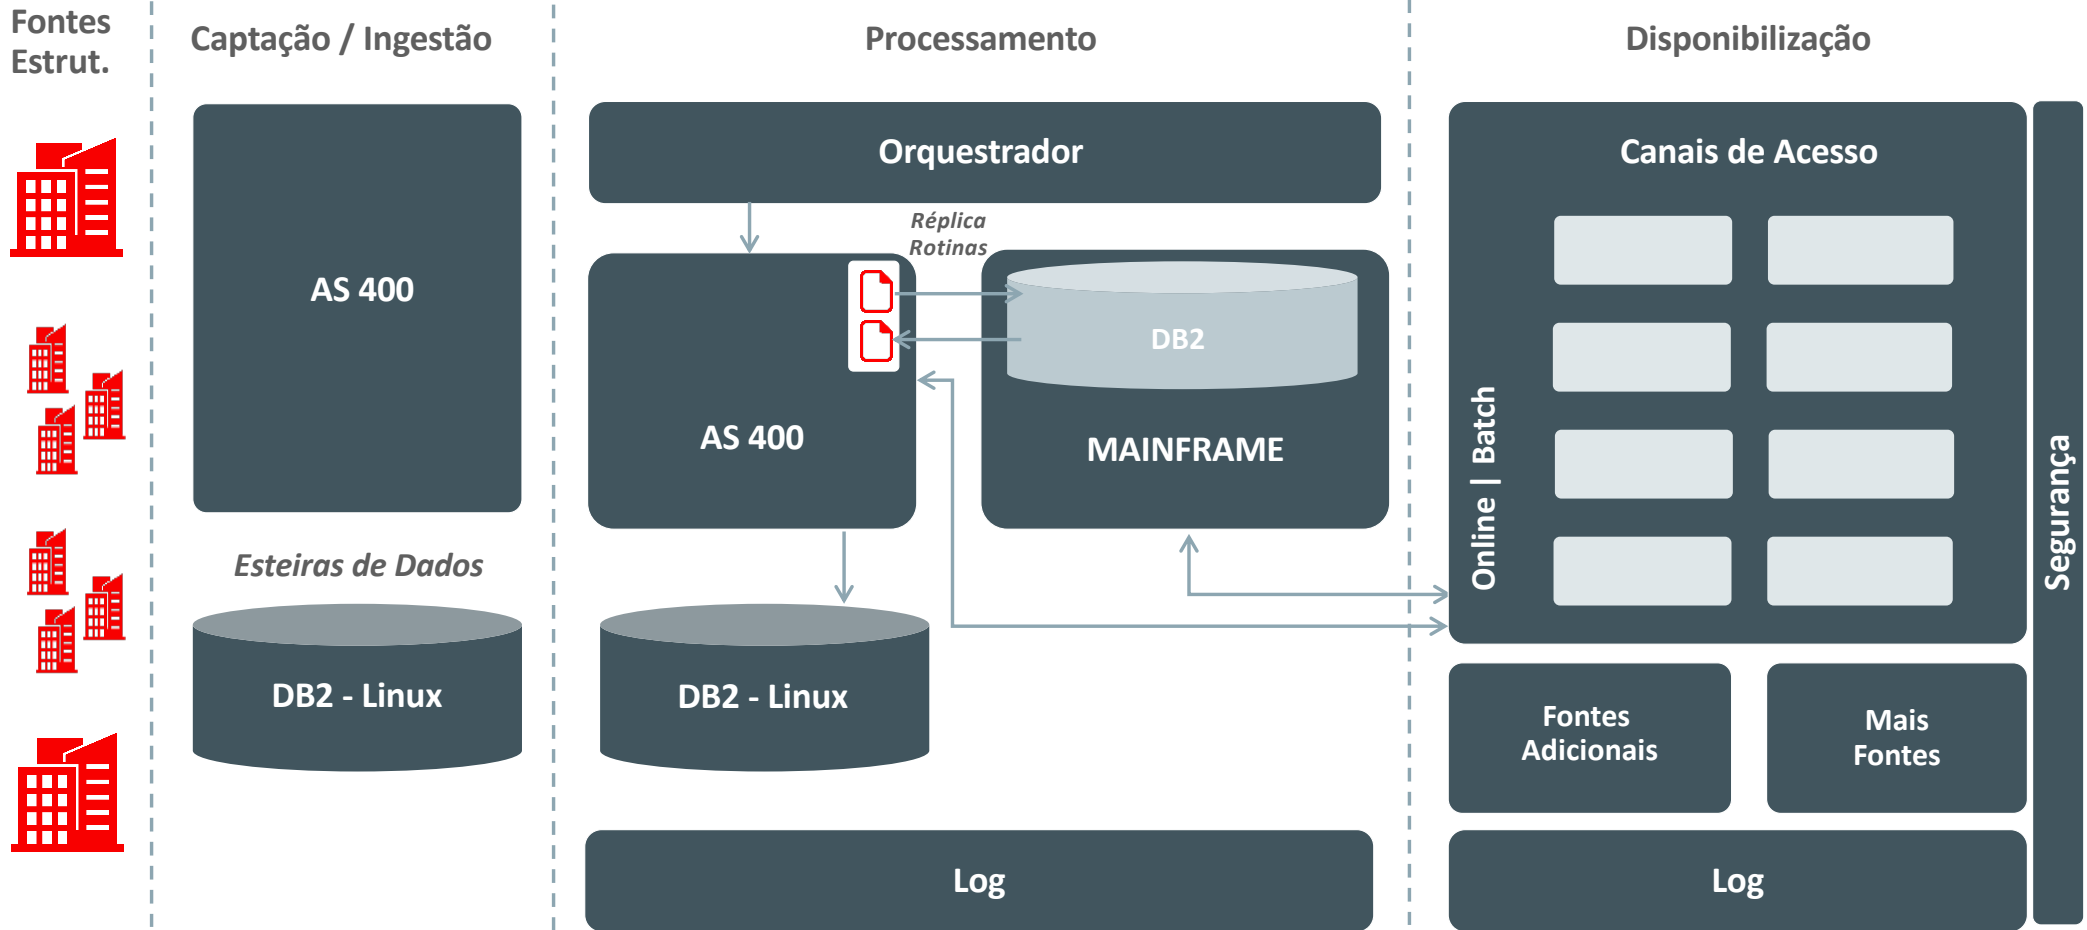 Fontes
Estrut.
Captação / Ingestão
Processamento
Disponibilização
AS 400
Esteiras de Dados
DB2 - Linux
Orquestrador
Réplica
Rotinas
AS 400
DB2
MAINFRAME
DB2 - Linux
Log
Canais de Acesso
Online | Batch
Fontes
Adicionais
Mais
Fontes
Log
Segurança